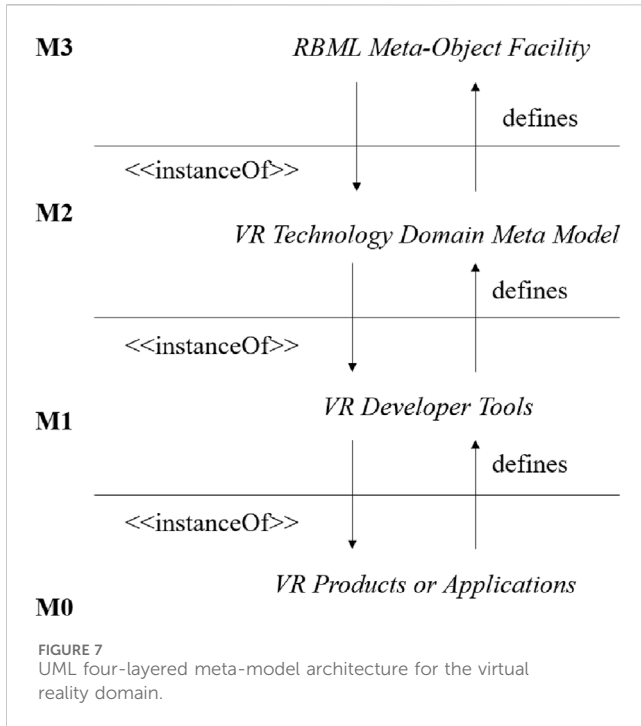 M3 RBML Meta-Object Facility
defines
<<instanceOf>>
M2
VR Technology Domain Meta Model
defines
<<instanceOf>>
VR Developer Tools
M1
defines
<<instanceOf>>
VR Products or Applications
M0
FIGURE 7
UML four-layered meta-model architecture for the virtual
reality domain.